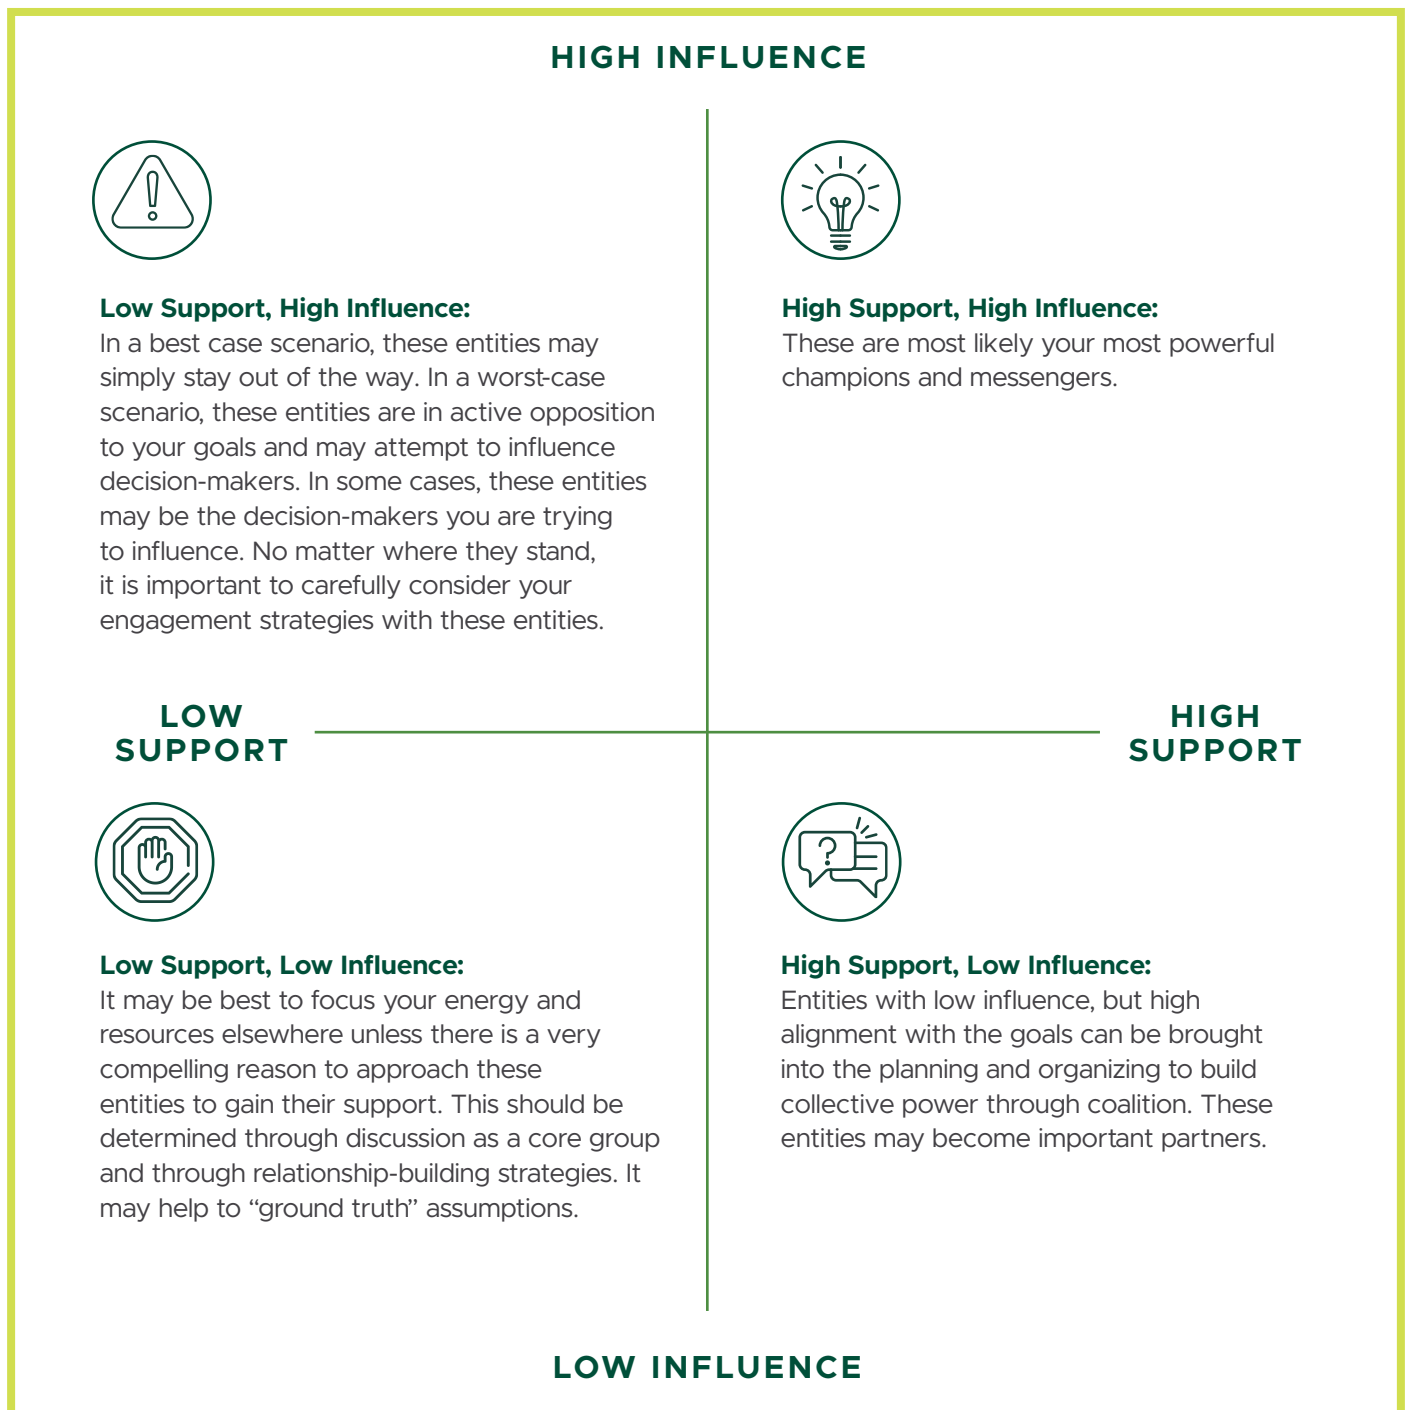 HIGH INFLUENCE
Low Support, High Influence:
In a best case scenario, these entities may
simply stay out of the way. In a worst-case
scenario, these entities are in active opposition
to your goals and may attempt to influence
decision-makers. In some cases, these entities
may be the decision-makers you are trying
to influence. No matter where they stand,
it is important to carefully consider your
engagement strategies with these entities.
High Support, High Influence:
These are most likely your most powerful
champions and messengers.
LOW
SUPPORT
HIGH
SUPPORT
Low Support, Low Influence:
It may be best to focus your energy and
resources elsewhere unless there is a very
compelling reason to approach these
entities to gain their support. This should be
determined through discussion as a core group
and through relationship-building strategies. It
may help to “ground truth” assumptions.
High Support, Low Influence:
Entities with low influence, but high
alignment with the goals can be brought
into the planning and organizing to build
collective power through coalition. These
entities may become important partners.
LOW INFLUENCE